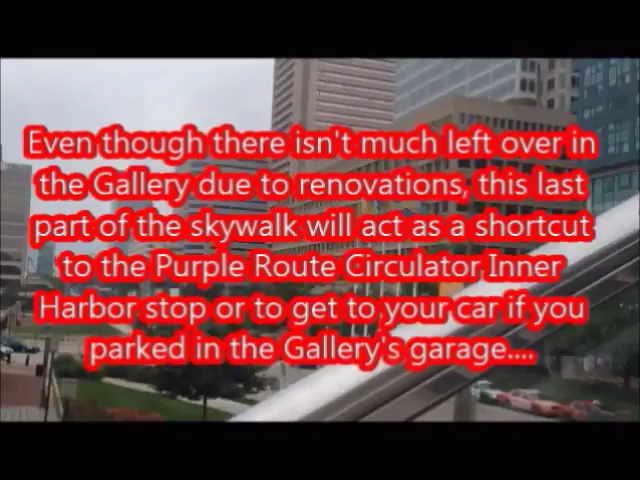 Even though there isn't much left over in
the Gallery due to renovations, this last
part of the skywalk will act as a shortcut
to the Purple Route Circulator Inner
Harbor stop or to get to your car if you
parked in the Gallery's garage....